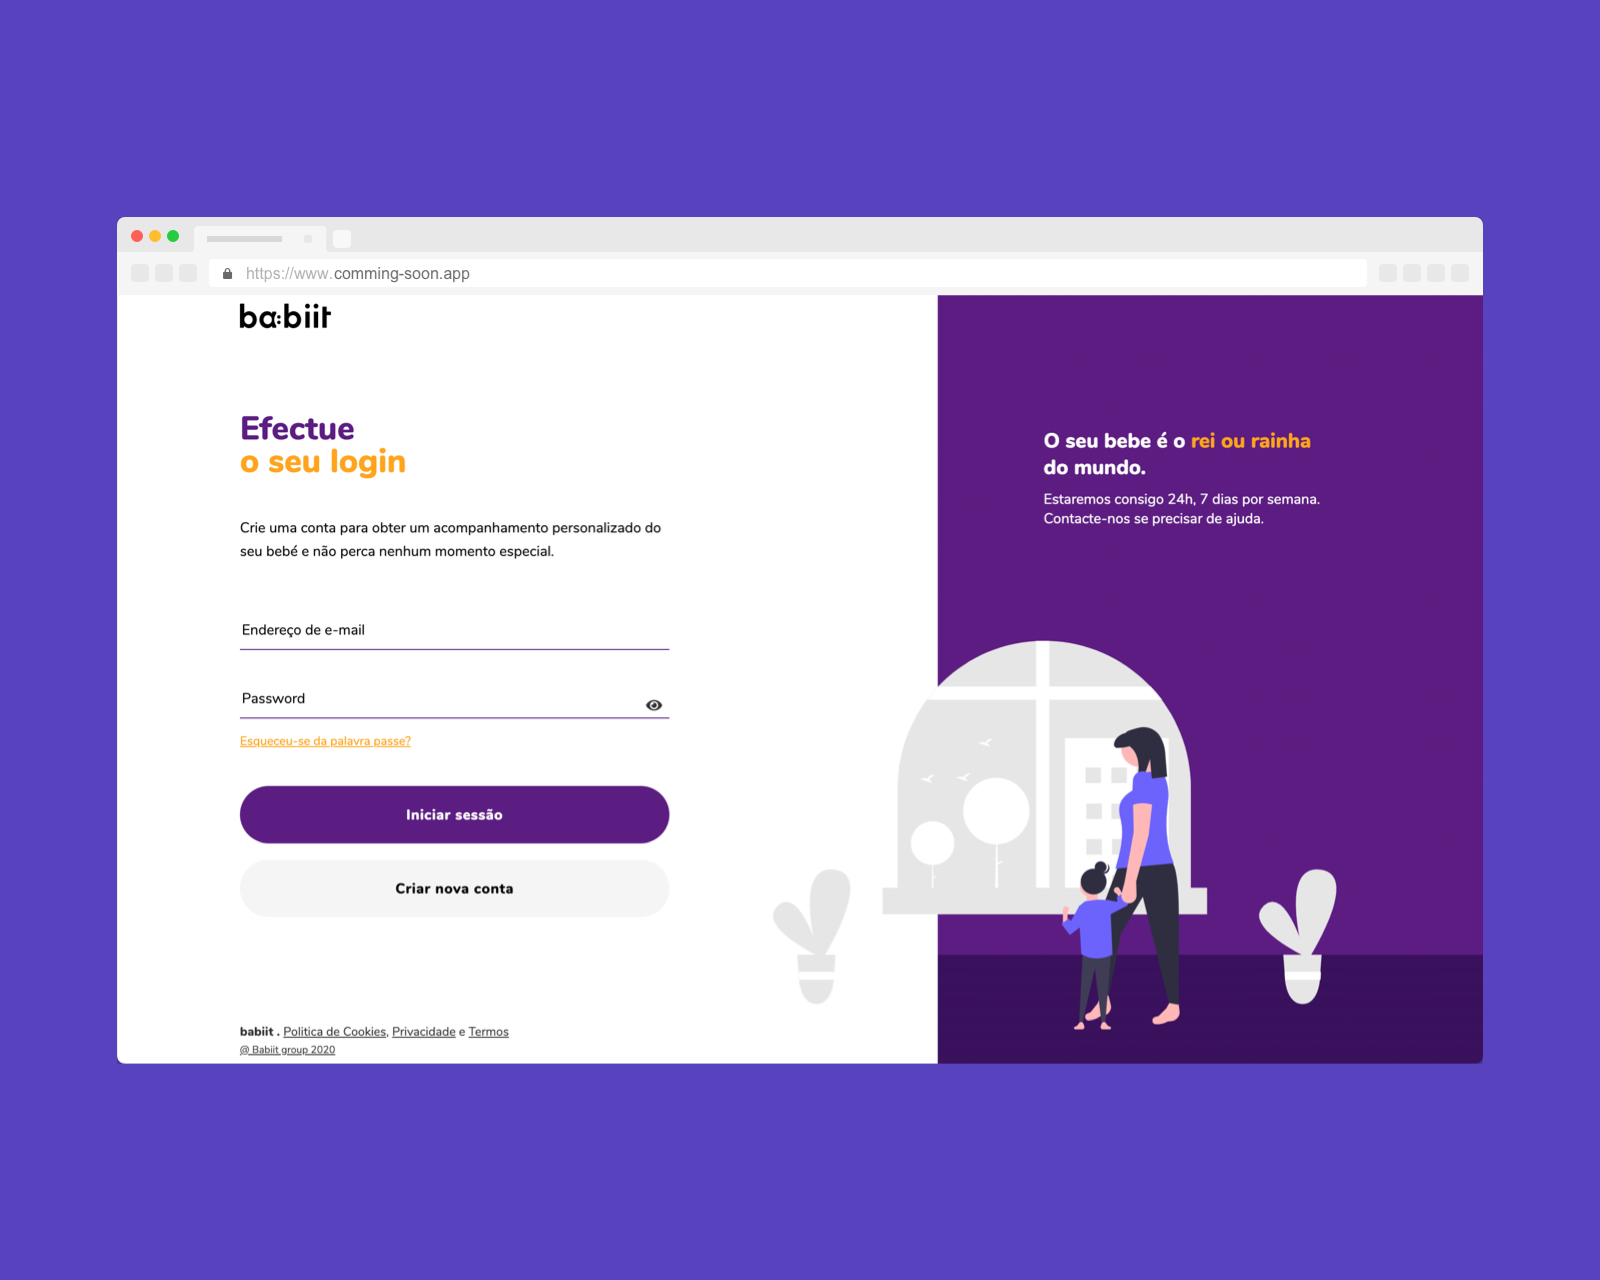 https://www.comming-soon.app
ba:biit
Efectue
o seu login
Crie uma conta para obter um acompanhamento personalizado do
seu bebé e não perca nenhum momento especial.
Endereço de e-mail
Password
Esqueceu-se da palavra passe?
Iniciar sessão
Criar nova conta
babiit . Politica de Cookies, Privacidade e Termos
@ Babiit group 2020
O seu bebe é o rei ou rainha
do mundo.
Estaremos consigo 24h, 7 dias por semana.
Contacte-nos se precisar de ajuda.